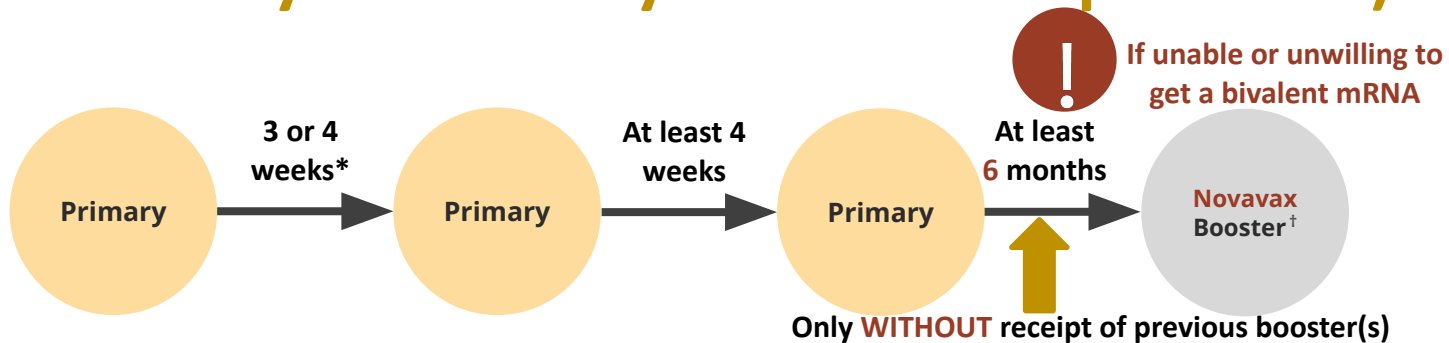 !
If unable or unwilling to
get a bivalent mRNA
3 or 4
weeks*
At least 4
weeks
At least
6 months
Primary
Primary
Primary
Novavax
Booster†
Only WITHOUT receipt of previous booster(s)